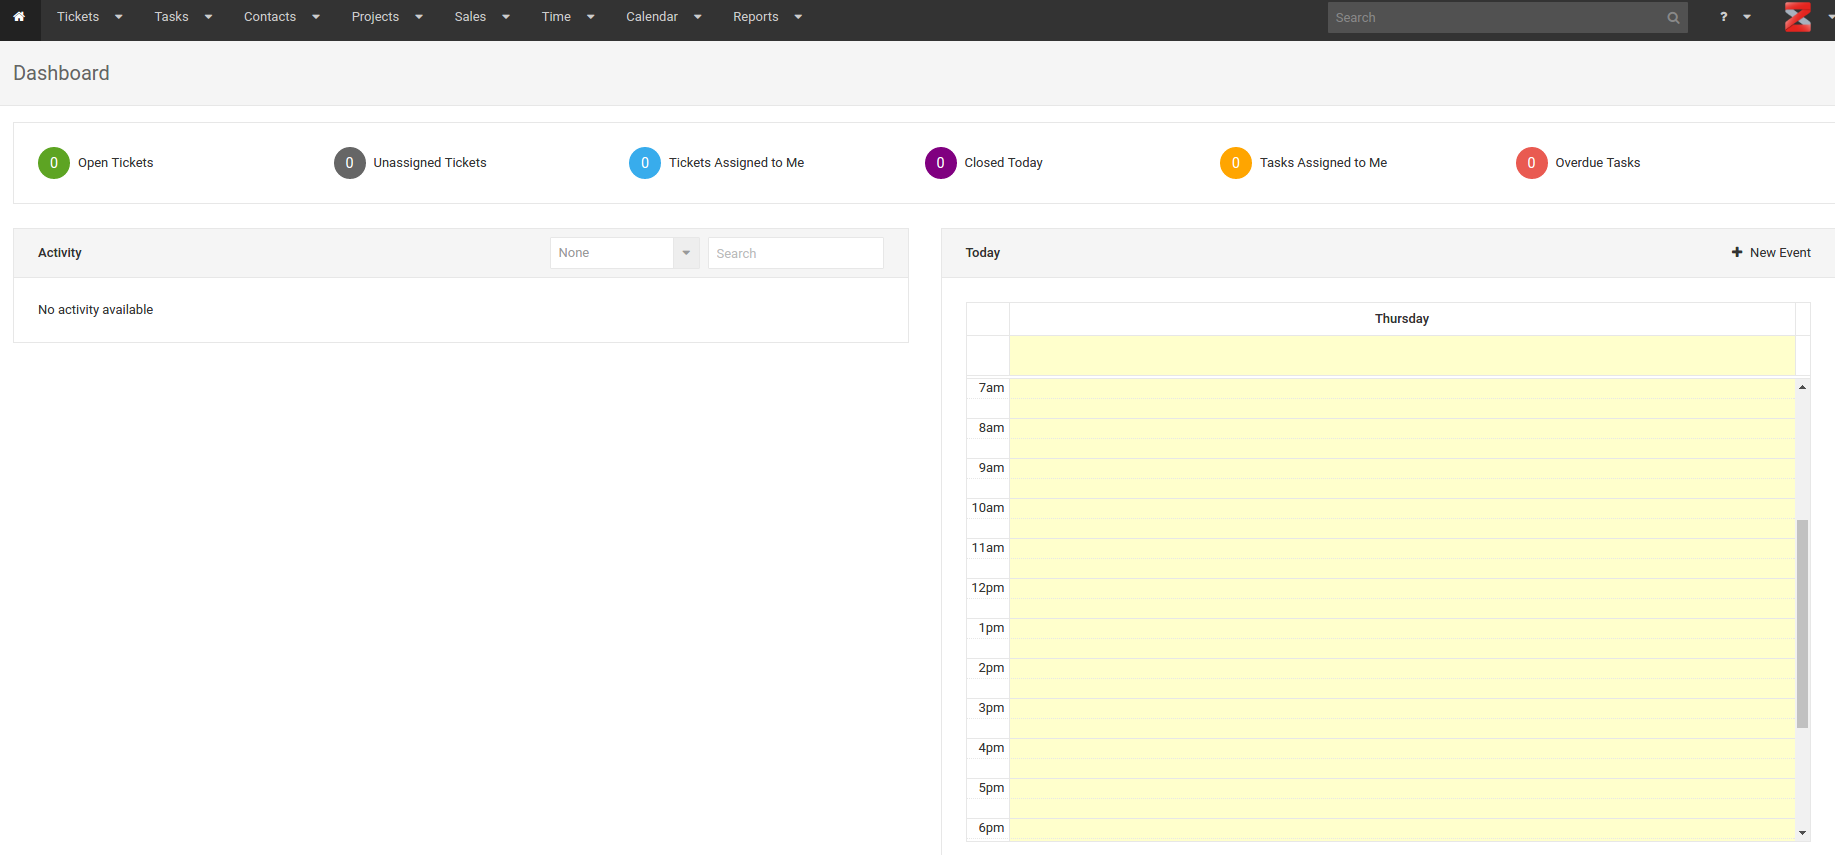 Tickets Tasks Contacts Projects Sales Time Calendar Reports Search ?
Dashboard
0 Open Tickets 0 Unassigned Tickets 0 Tickets Assigned to Me 0 Closed Today 0 Tasks Assigned to Me 0 Overdue Tasks
Activity None Search
No activity available
Today + New Event
Thursday
7am
8am
9am
10am
11am
12pm
1pm
2pm
3pm
4pm
5pm
6pm